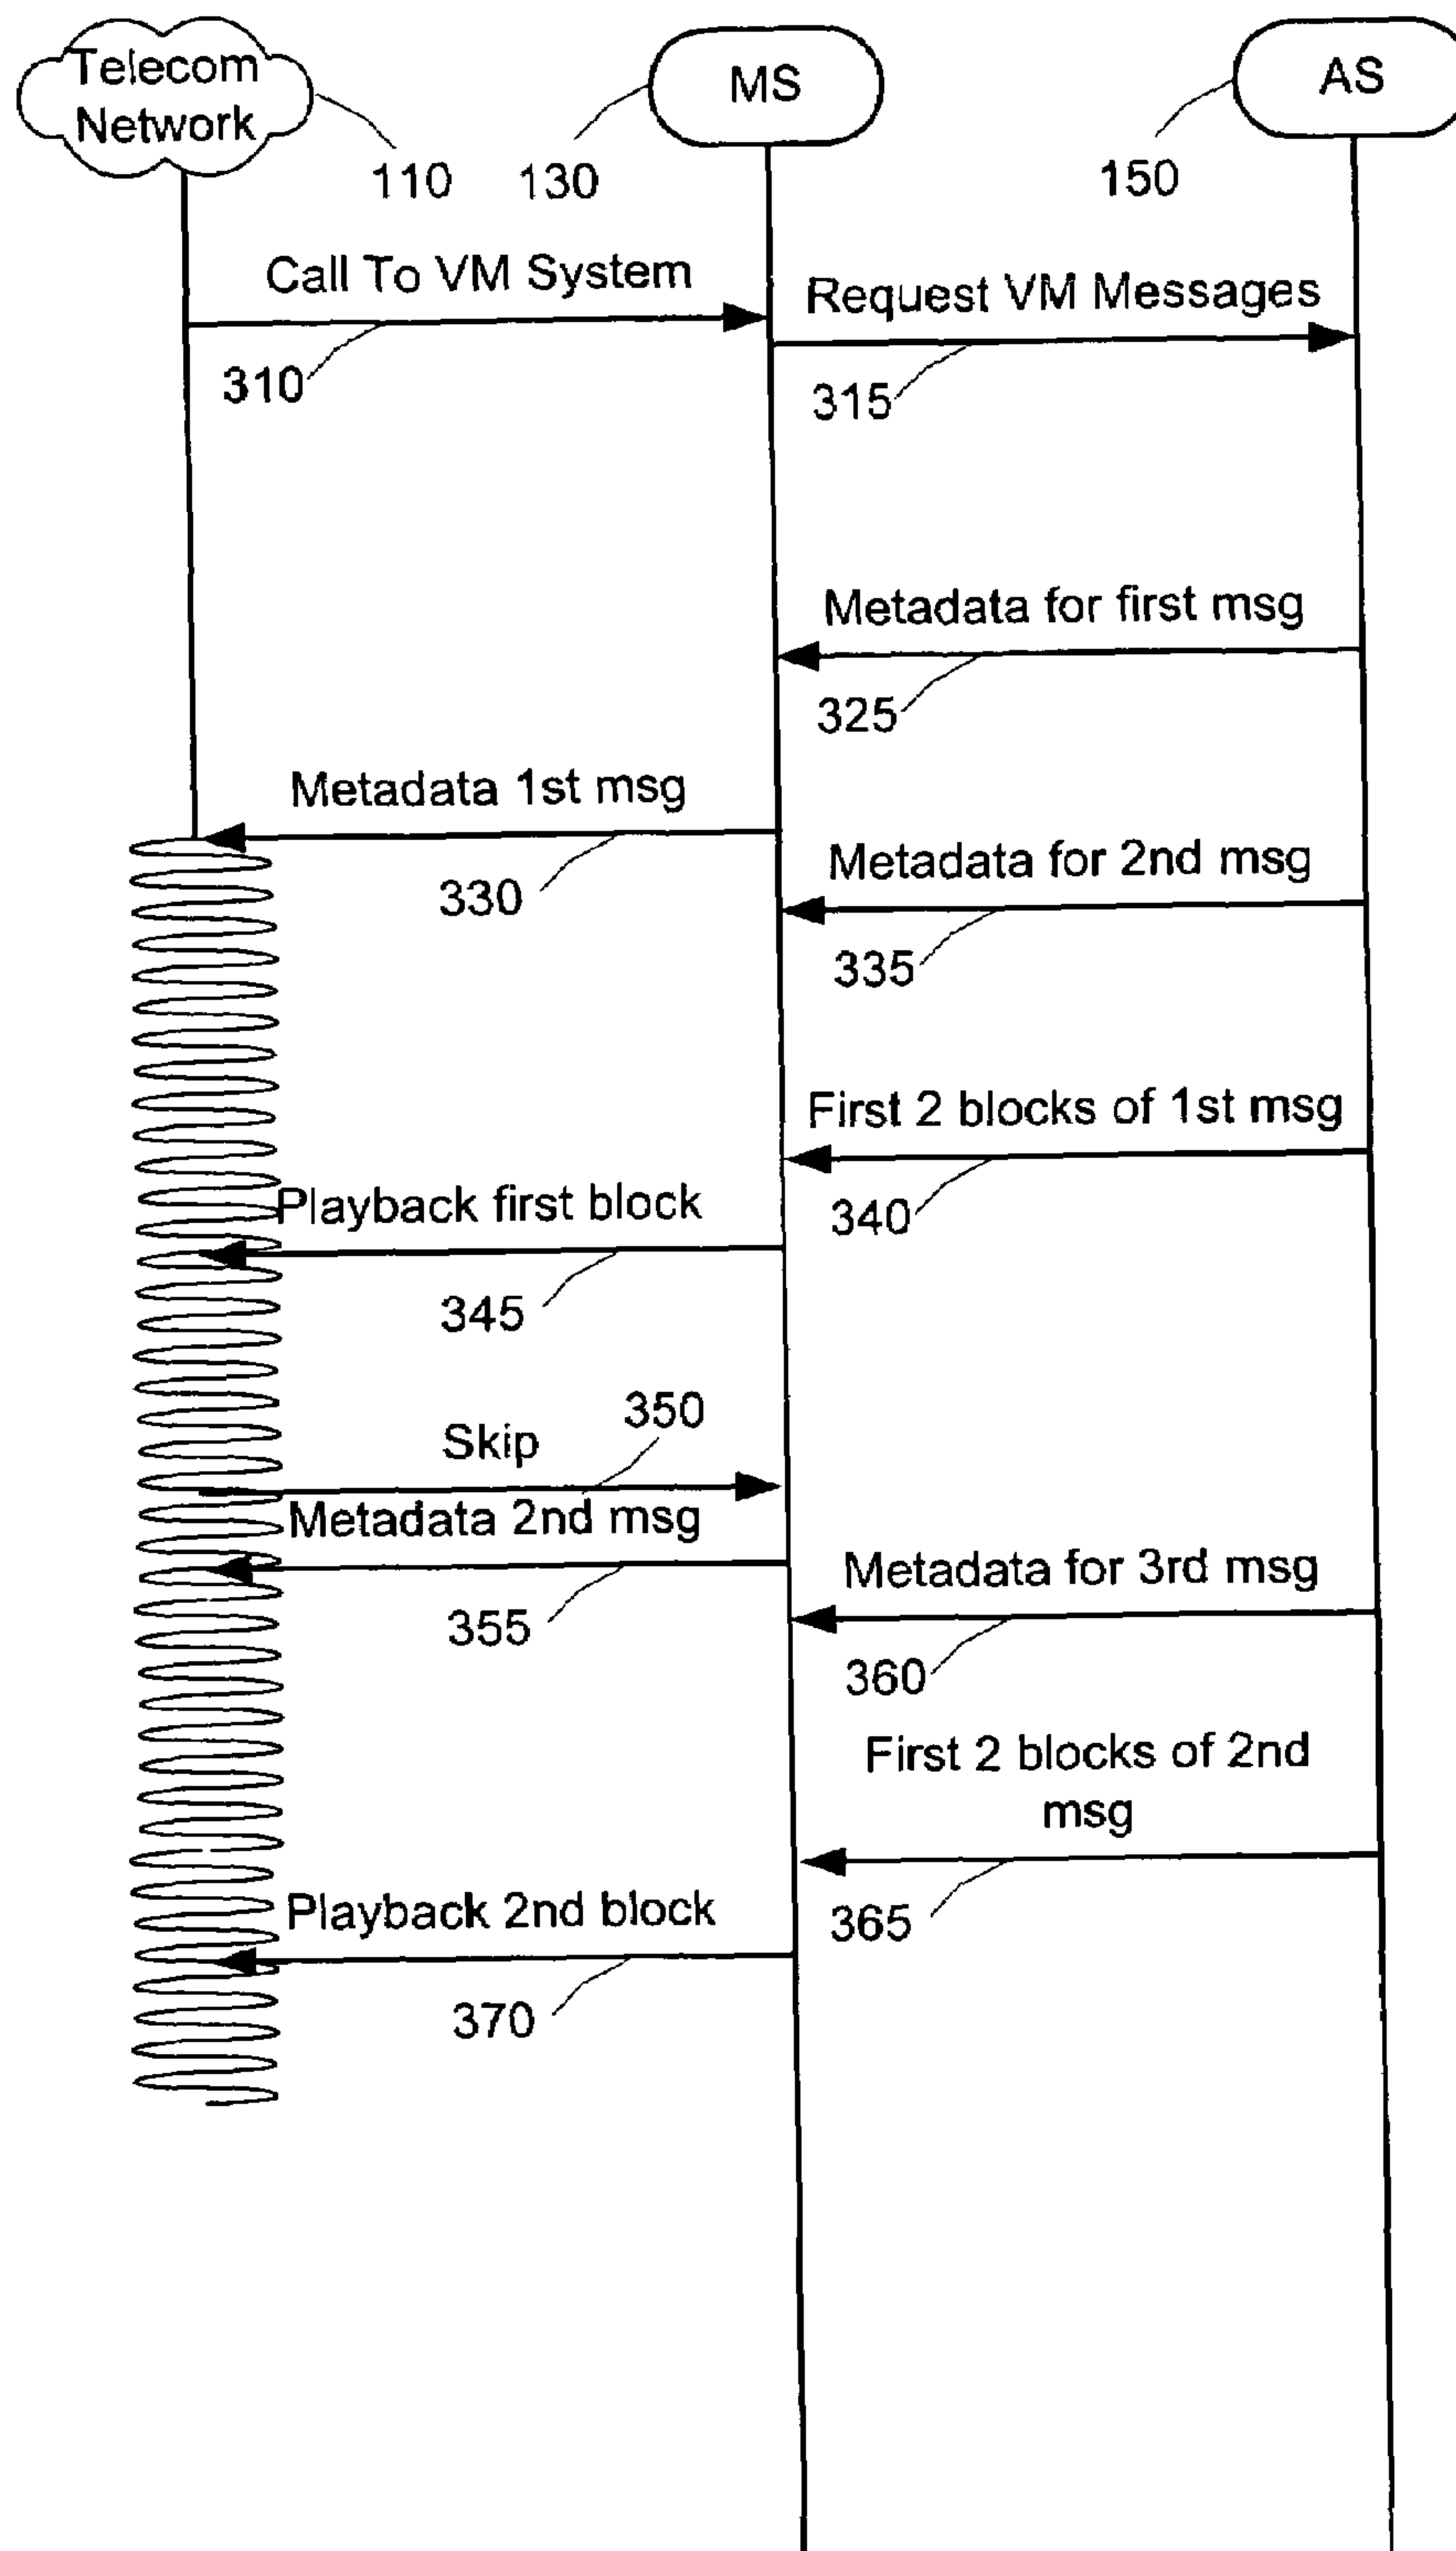 Telecom
Network
MS
AS
110
130
150
Call To VM System
Request VM Messages
310
315
Metadata for first msg
325
Metadata 1st msg
330
Metadata for 2nd msg
335
First 2 blocks of 1st msg
340
Playback first block
345
350
Skip
Metadata 2nd msg
355
Metadata for 3rd msg
360
First 2 blocks of 2nd
msg
365
Playback 2nd block
370